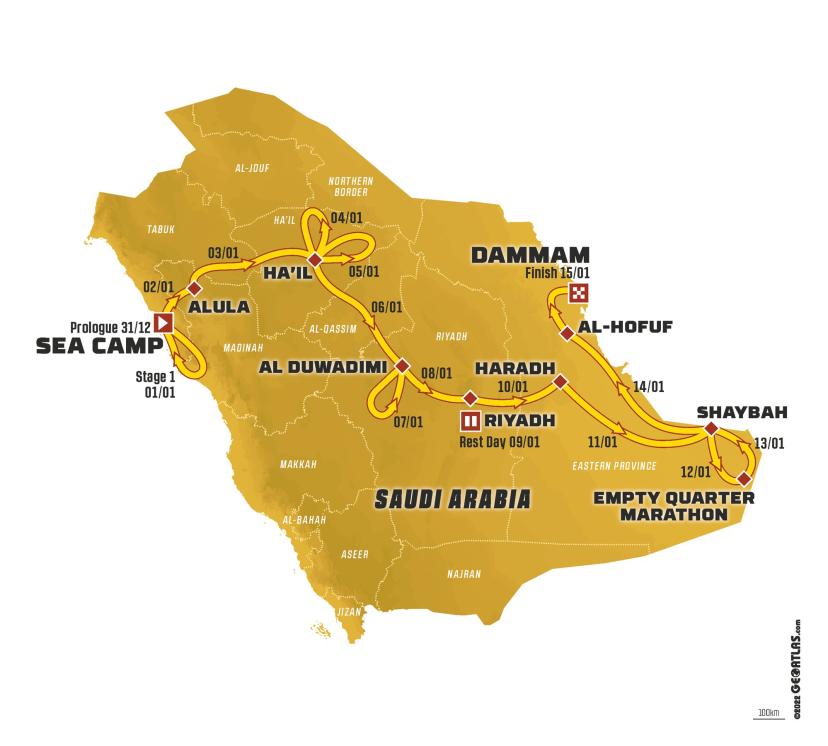 AL-JOUF
NORTHERN
BORDER
TABUK
HA'IL
04/01
03/01
05/01
HA'IL
DAMMAM
Finish 15/01
02/01
ALULA
06/01
Prologue 31/12
SEA CAMP
AL-QASSIM
RIYADH
AL-HOFUF
MADINAH
AL DUWADIMI
08/01
HARADH
10/01
Stage 1
01/01
14/01
07/01
RIYADH
Rest Day 09/01
SHAYBAH
11/01
13/01
MAKKAH
EASTERN PROVINCE
12/01
SAUDI ARABIA
EMPTY QUARTER
MARATHON
AL-BAHAH
ASEER
NAJRAN
JIZAN
100km
©2022 GEOATLAS.com